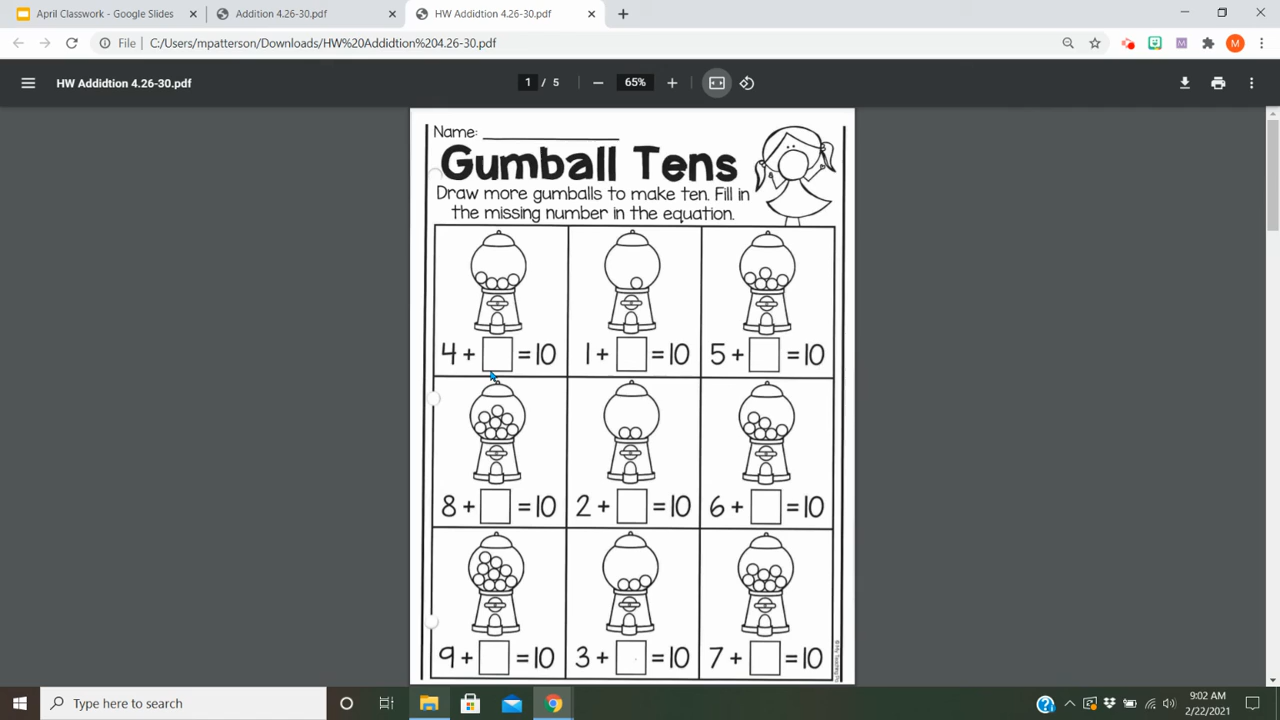 April Classwork - Google Slides
Addition 4.26-30.pdf
HW Addidtion 4.26-30.pdf
File
C:/Users/mpatterson/Downloads/HW%20Addidtion%204.26-30.pdf
M
M
HW Addidtion 4.26-30.pdf
1 / 5
65%
Name:
Gumball Tens
Draw more gumballs to make ten. Fill in
the missing number in the equation.
4 + = 10
1 + = 10
5 + = 10
8 + = 10
2 + = 10
6 + = 10
9 + = 10
3 + = 10
7 + = 10
Type here to search
9:02 AM
2/22/2021